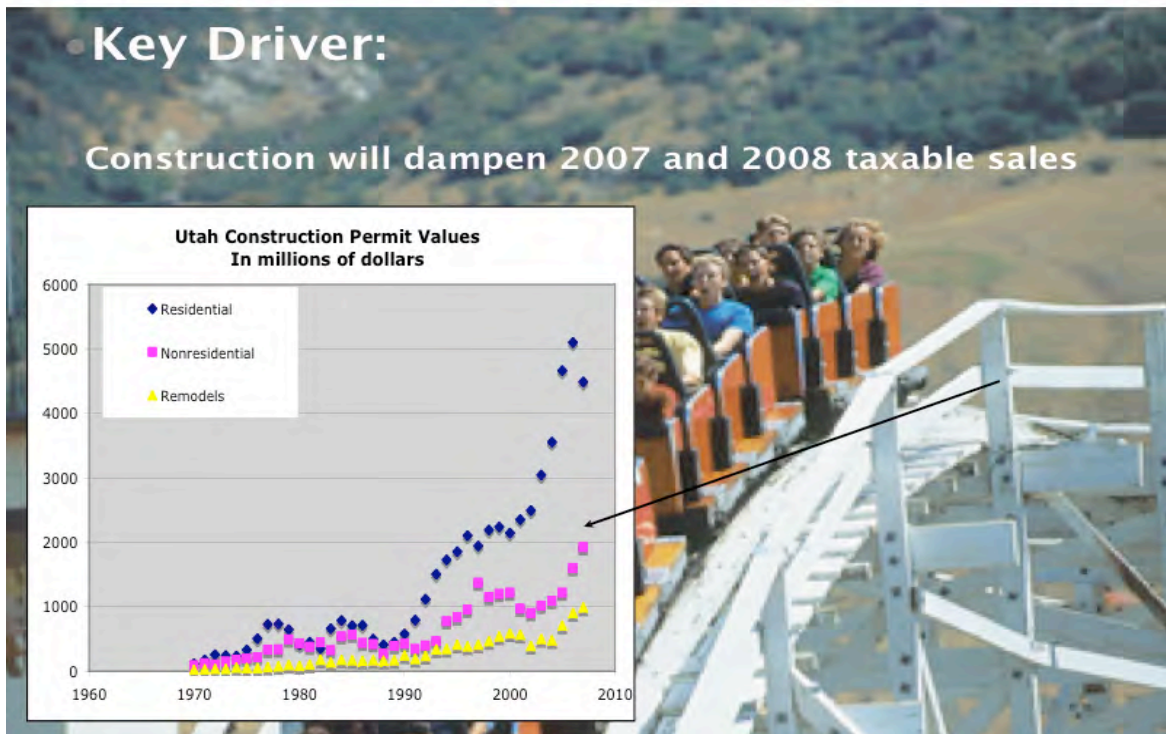 Key Driver:
Construction will dampen 2007 and 2008 taxable sales
Utah Construction Permit Values
In millions of dollars
6000
5000
4000
3000
2000
1000
0
Residential
Nonresidential
Remodels
1960 1970 1980 1990 2000 2010